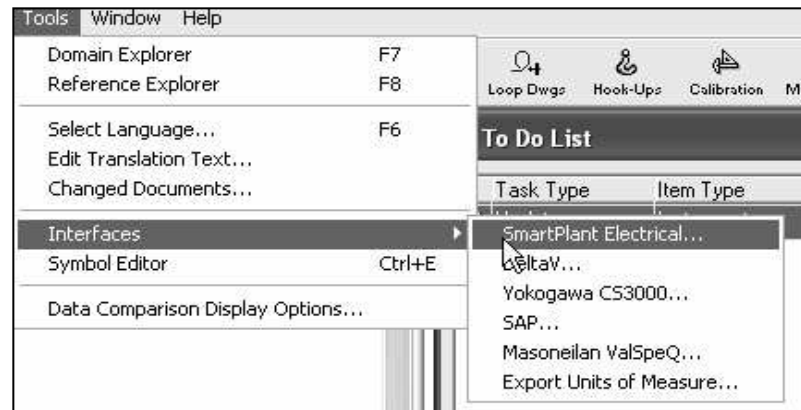 Tools Window Help
Domain Explorer F7
Reference Explorer F8
Select Language... F6
Edit Translation Text...
Changed Documents...
Interfaces
Symbol Editor Ctrl+E
Data Comparison Display Options...
Loop Dwgs Hook-Ups Calibration M
To Do List
Task Type Item Type
SmartPlant Electrical...
DeltaV...
Yokogawa CS3000...
SAP...
Masoneilan ValSpeQ...
Export Units of Measure...